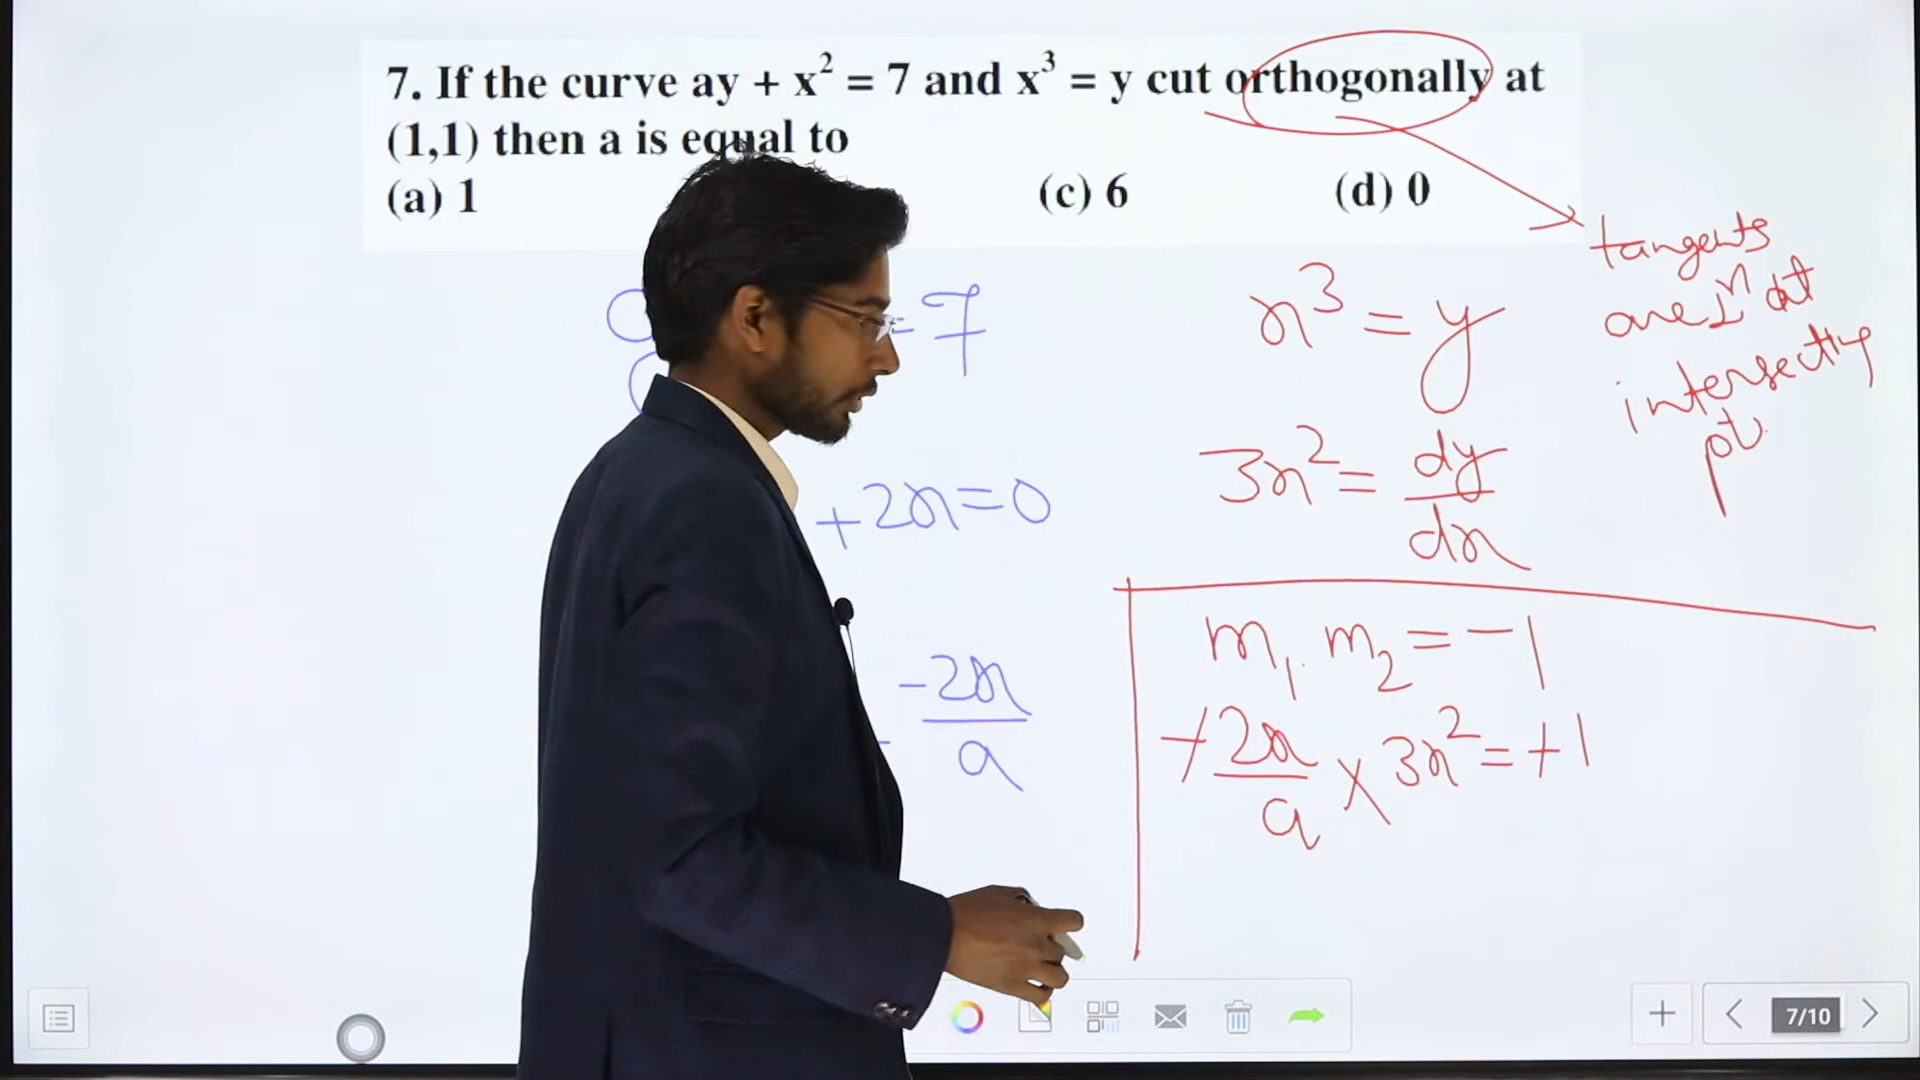 7. If the curve ay + x² = 7 and x³ = y cut orthogonally at
(1,1) then a is equal to
(a) 1 (c) 6 (d) 0
tangents
are ⊥ʳ at
intersecting
pt.
= 7
x³ = y
+2x=0
3x² = dy/dx
-2x/a
m₁. m₂ = -1
+2x/a × 3x² = +1
7/10